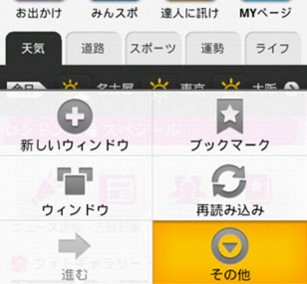 お出かけ みんスポ 達人に訊け MYページ
天気 道路 スポーツ 運勢 ライフ
名古屋 東京 大阪
新しいウィンドウ ブックマーク
ウィンドウ 再読み込み
進む その他